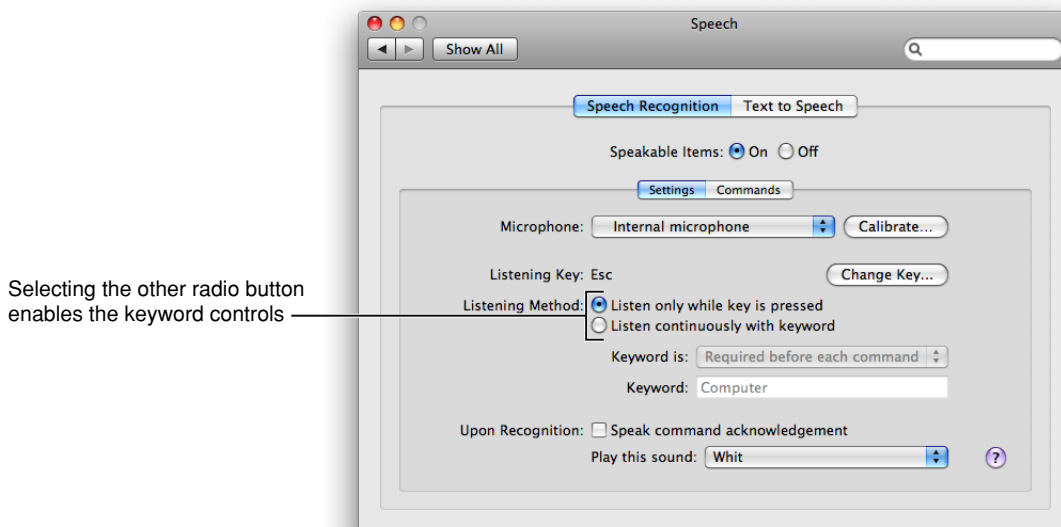 Speech
Show All
Speech Recognition Text to Speech
Speakable Items: On Off
Settings Commands
Microphone: Internal microphone Calibrate...
Listening Key: Esc Change Key...
Selecting the other radio button
enables the keyword controls
Listening Method: Listen only while key is pressed
Listen continuously with keyword
Keyword is: Required before each command
Keyword: Computer
Upon Recognition: Speak command acknowledgement
Play this sound: Whit ?